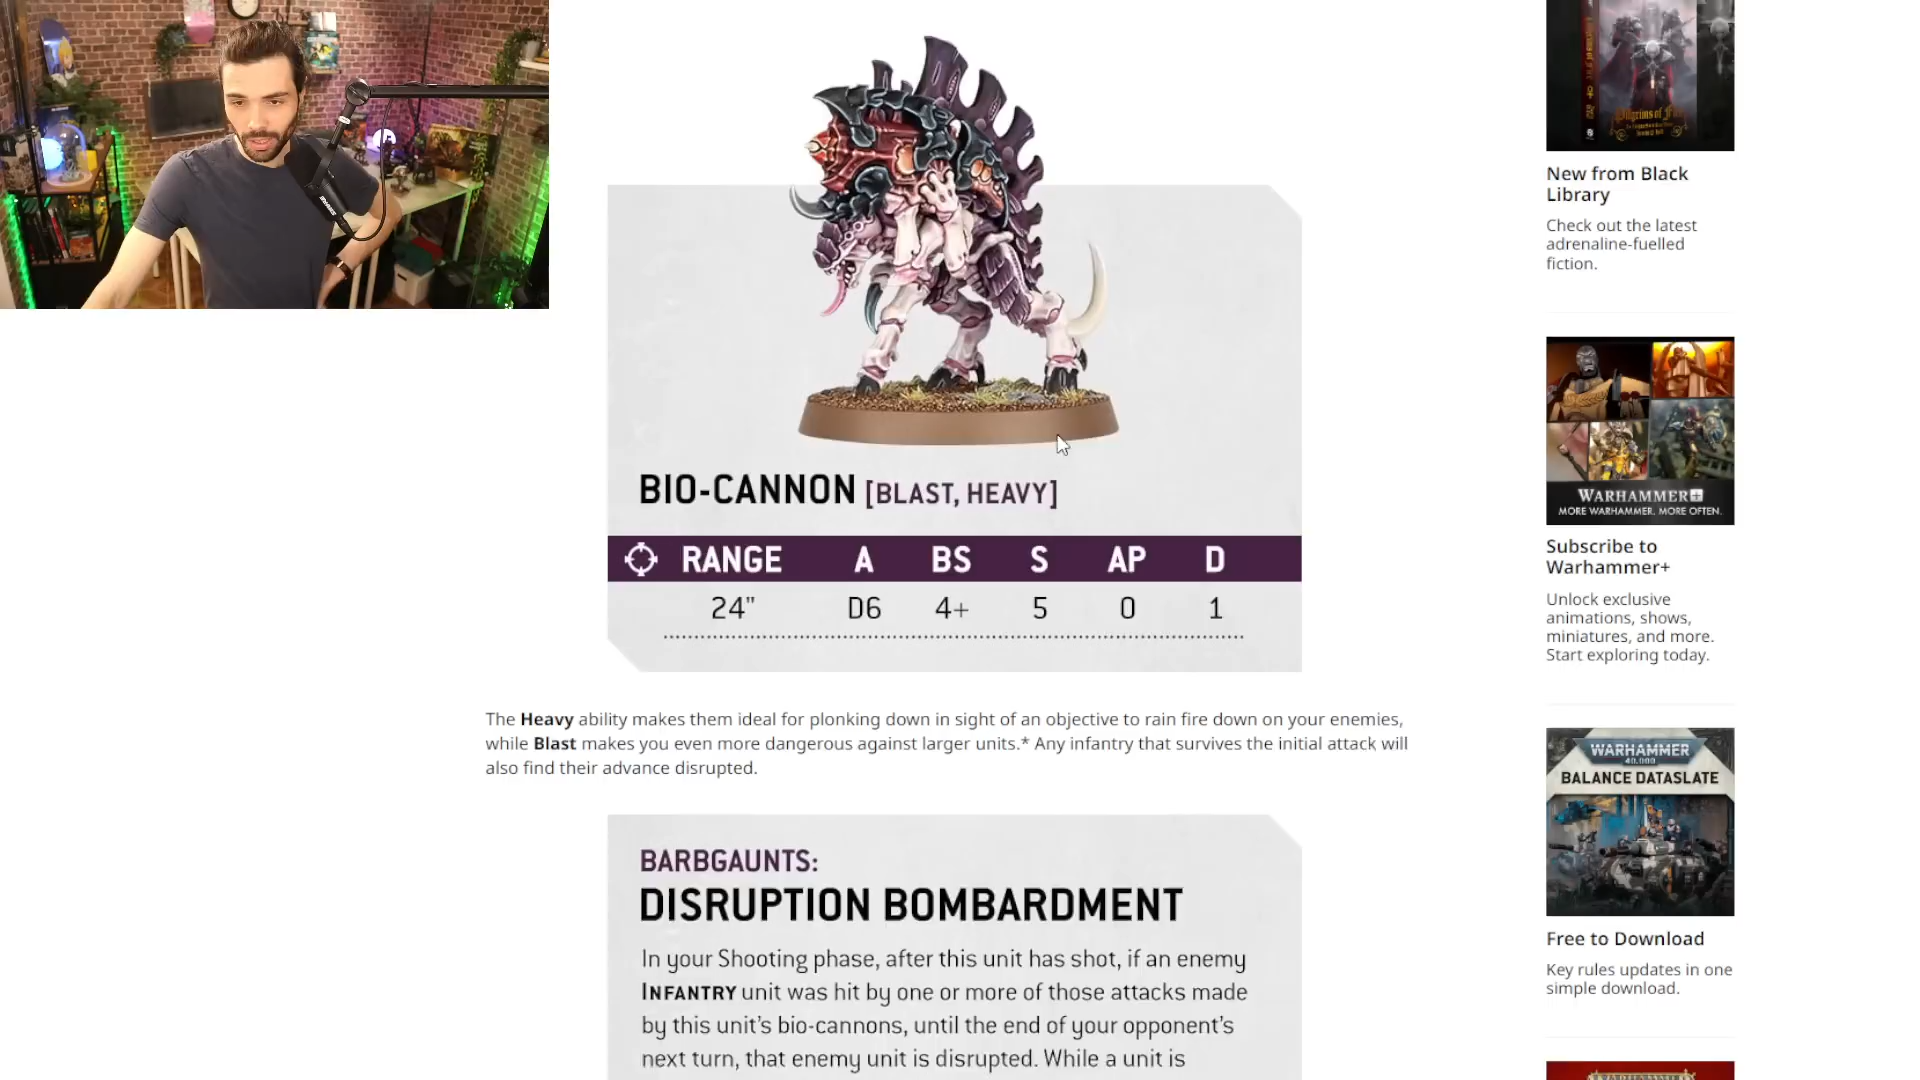 BIO-CANNON [BLAST, HEAVY]
RANGE A BS S AP D
24" D6 4+ 5 0 1
The Heavy ability makes them ideal for plonking down in sight of an objective to rain fire down on your enemies,
while Blast makes you even more dangerous against larger units.* Any infantry that survives the initial attack will
also find their advance disrupted.
BARBGAUNTS:
DISRUPTION BOMBARDMENT
In your Shooting phase, after this unit has shot, if an enemy
INFANTRY unit was hit by one or more of those attacks made
by this unit's bio-cannons, until the end of your opponent's
next turn, that enemy unit is disrupted. While a unit is
New from Black
Library
Check out the latest
adrenaline-fuelled
fiction.
WARHAMMER+
MORE WARHAMMER. MORE OFTEN.
Subscribe to
Warhammer+
Unlock exclusive
animations, shows,
miniatures, and more.
Start exploring today.
WARHAMMER
40,000
BALANCE DATASLATE
Free to Download
Key rules updates in one
simple download.